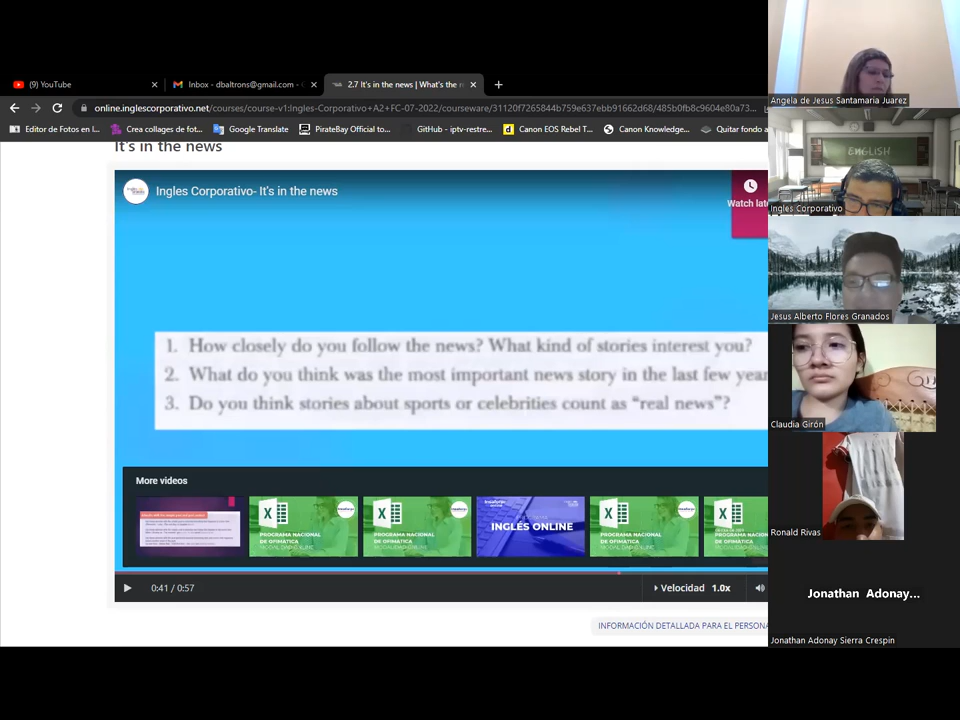 (9) YouTube
Inbox - dbaltrons@gmail.com -
2.7 It's in the news | What's the
online.inglescorporativo.net/courses/course-v1:Ingles-Corporativo+A2+FC-07-2022/courseware/31120f7265844b759e637ebb91662d68/485b0fb8c9604e80a73...
Editor de Fotos en l...
Crea collages de fot...
Google Translate
PirateBay Official to...
GitHub - iptv-restre...
Canon EOS Rebel T...
Canon Knowledge...
Quitar fondo a
It's in the news
Ingles Corporativo- It's in the news
Watch late
1. How closely do you follow the news? What kind of stories interest you?
2. What do you think was the most important news story in the last few year
3. Do you think stories about sports or celebrities count as "real news"?
More videos
PROGRAMA NACIONAL
DE OFIMÁTICA
PROGRAMA NACIONAL
DE OFIMÁTICA
INGLÉS ONLINE
PROGRAMA NACIONAL
DE OFIMÁTICA
PROGRAMA NACIONAL
DE OFIMÁTICA
0:41 / 0:57
Velocidad 1.0x
INFORMACIÓN DETALLADA PARA EL PERSONA
Angela de Jesus Santamaria Juarez
ENGLISH
Ingles Corporativo
Jesus Alberto Flores Granados
Claudia Girón
Ronald Rivas
Jonathan Adonay...
Jonathan Adonay Sierra Crespin